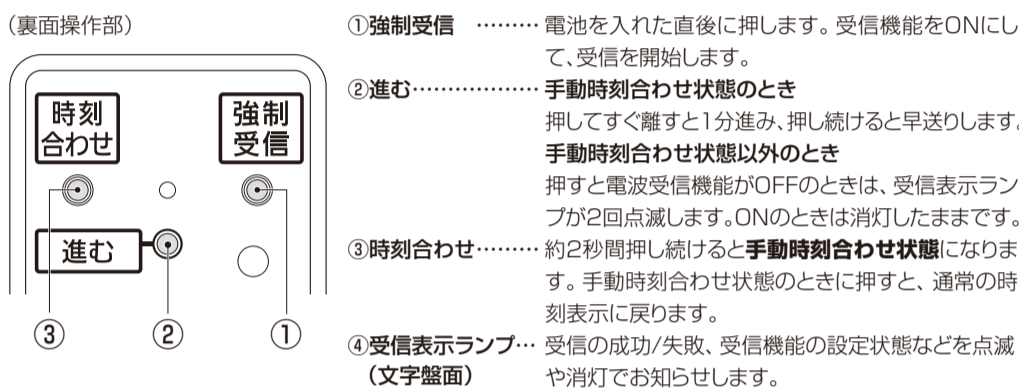 （裏面操作部）
時刻
合わせ
強制
受信
進む
③
②
①
①強制受信 ………電池を入れた直後に押します。受信機能をONにし
て、受信を開始します。
②進む………………手動時刻合わせ状態のとき
押してすぐ離すと1分進み、押し続けると早送りします。
手動時刻合わせ状態以外のとき
押すと電波受信機能がOFFのときは、受信表示ラン
プが2回点滅します。ONのときは消灯したままです。
③時刻合わせ………約2秒間押し続けると手動時刻合わせ状態になりま
す。手動時刻合わせ状態のときに押すと、通常の時
刻表示に戻ります。
④受信表示ランプ…受信の成功/失敗、受信機能の設定状態などを点滅
（文字盤面） や消灯でお知らせします。